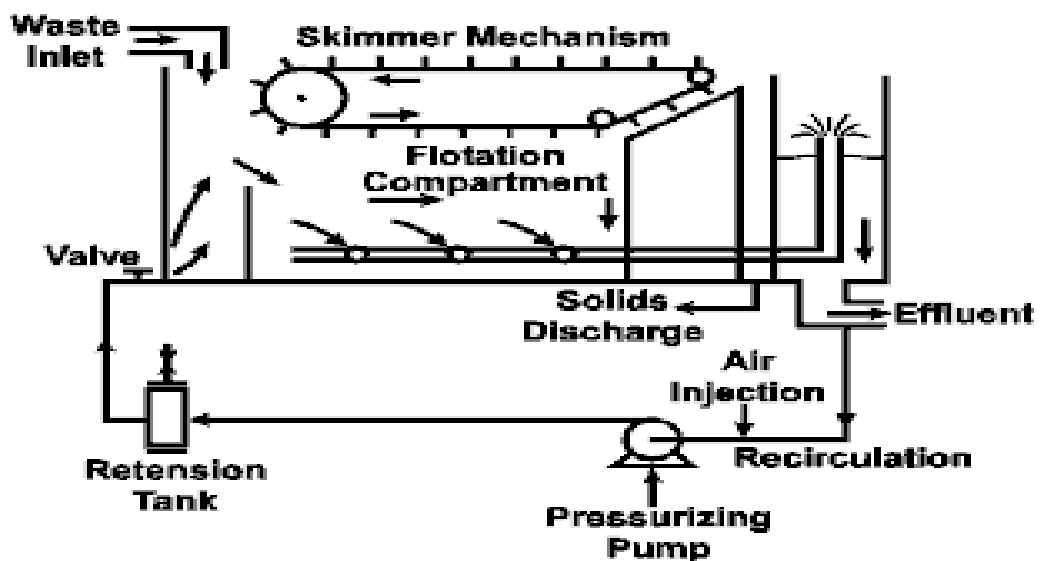 Waste
Inlet
Skimmer Mechanism
Flotation
Compartment
Valve
Solids
Discharge
Effluent
Air
Injection
Recirculation
Retension
Tank
Pressurizing
Pump